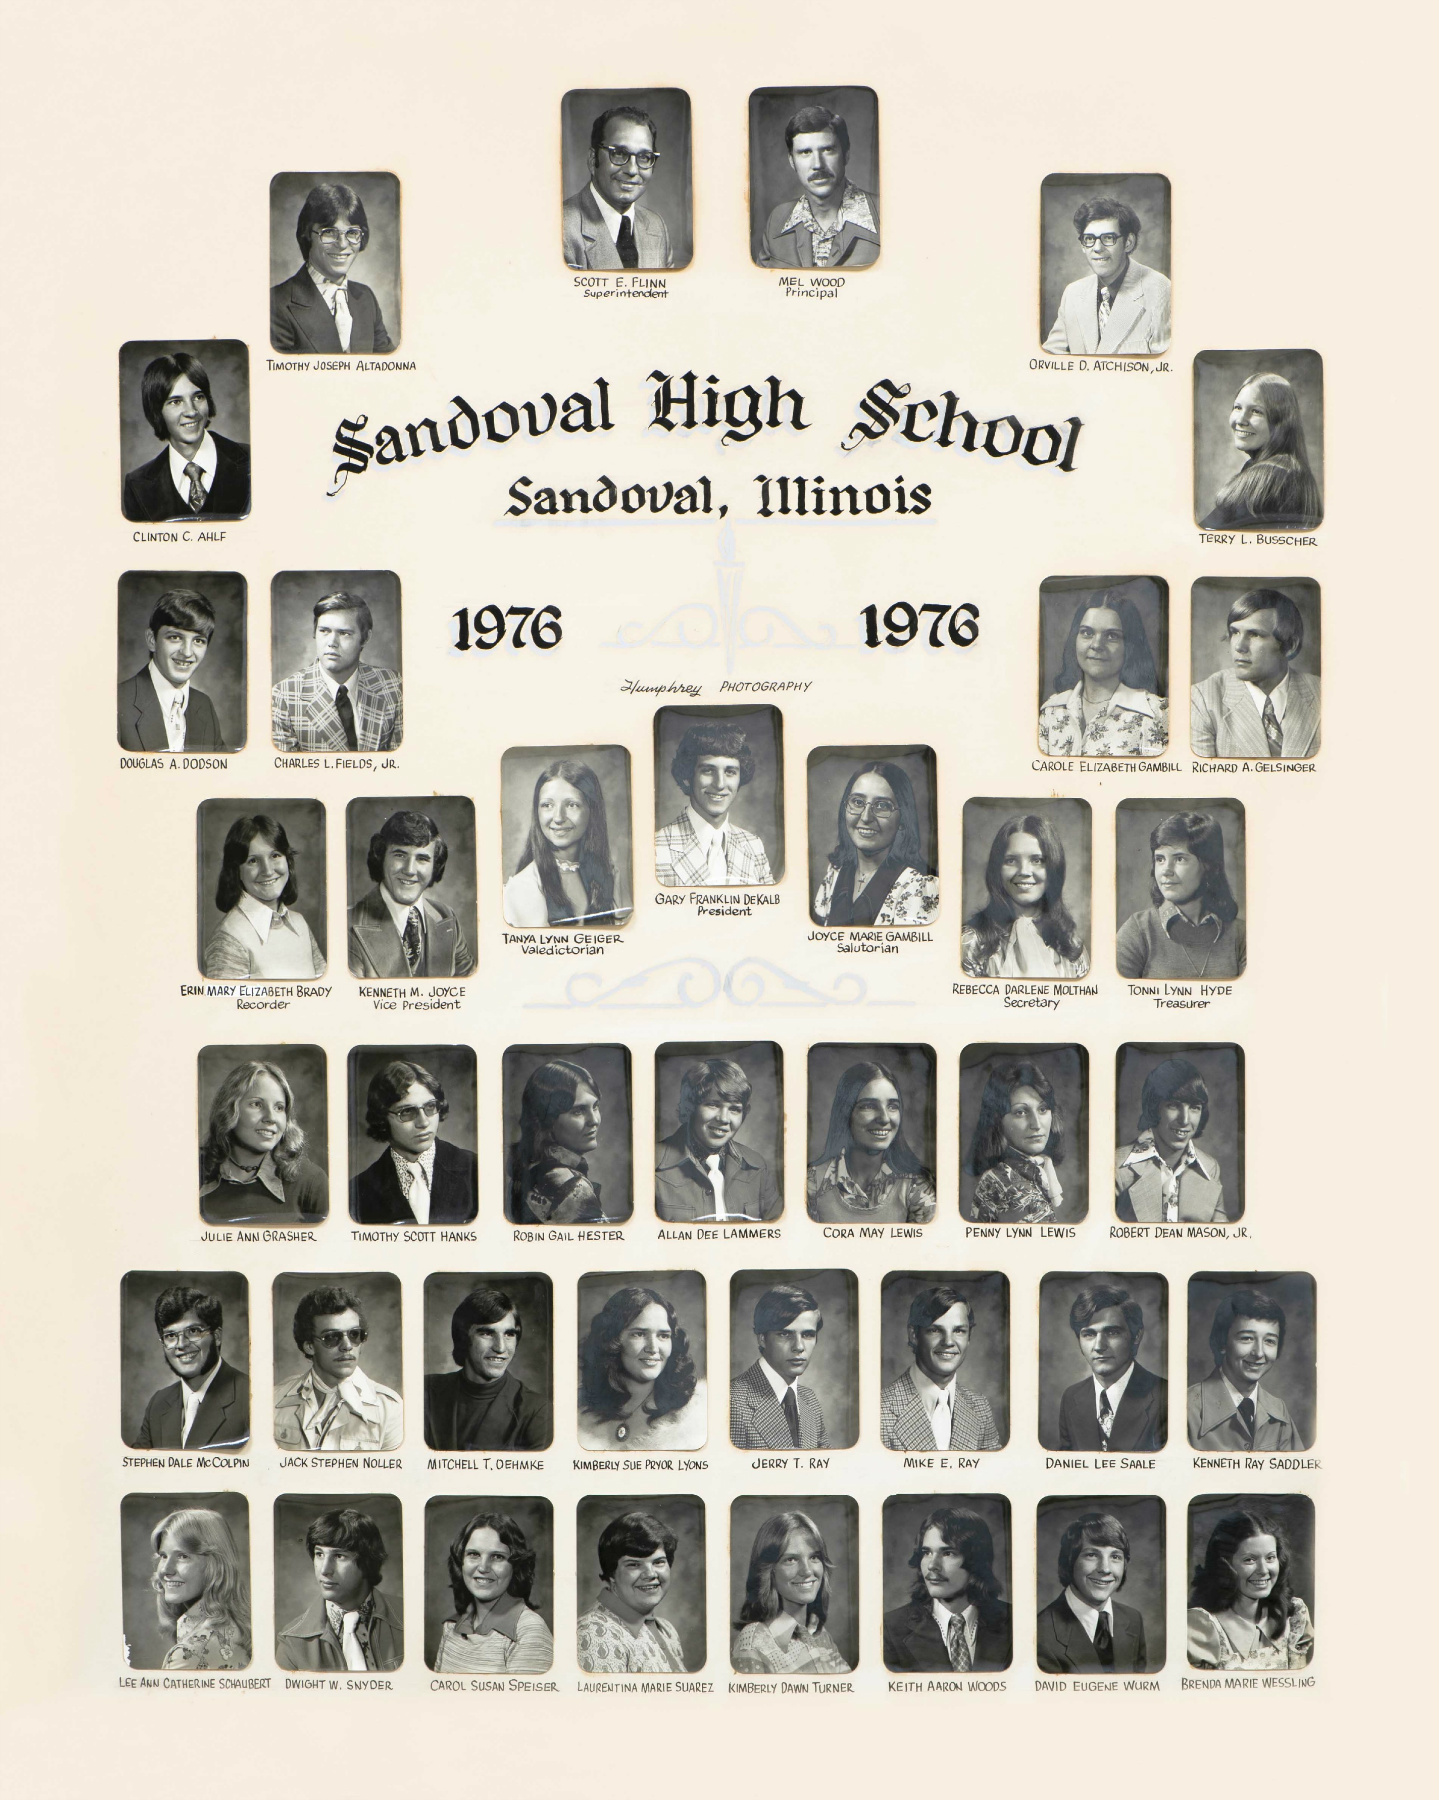 SCOTT E. FLINN
Superintendent
MEL WOOD
Principal
TIMOTHY JOSEPH ALTADONNA
ORVILLE D. ATCHISON, JR.
Sandoval High School
Sandoval, Illinois
CLINTON C. AHLF
TERRY L. BUSSCHER
1976
1976
Humphrey PHOTOGRAPHY
DOUGLAS A. DODSON
CHARLES L. FIELDS, JR.
CAROLE ELIZABETH GAMBILL
RICHARD A. GELSINGER
GARY FRANKLIN DEKALB
President
TANYA LYNN GEIGER
Valedictorian
JOYCE MARIE GAMBILL
Salutorian
ERIN MARY ELIZABETH BRADY
Recorder
KENNETH M. JOYCE
Vice President
REBECCA DARLENE MOLTHAN
Secretary
TONNI LYNN HYDE
Treasurer
JULIE ANN GRASHER
TIMOTHY SCOTT HANKS
ROBIN GAIL HESTER
ALLAN DEE LAMMERS
CORA MAY LEWIS
PENNY LYNN LEWIS
ROBERT DEAN MASON, JR.
STEPHEN DALE McCOLPIN
JACK STEPHEN NOLLER
MITCHELL T. OEHMKE
KIMBERLY SUE PRYOR LYONS
JERRY T. RAY
MIKE E. RAY
DANIEL LEE SAALE
KENNETH RAY SADDLER
LEE ANN CATHERINE SCHAUBERT
DWIGHT W. SNYDER
CAROL SUSAN SPEISER
LAURENTINA MARIE SUAREZ
KIMBERLY DAWN TURNER
KEITH AARON WOODS
DAVID EUGENE WURM
BRENDA MARIE WESSLING